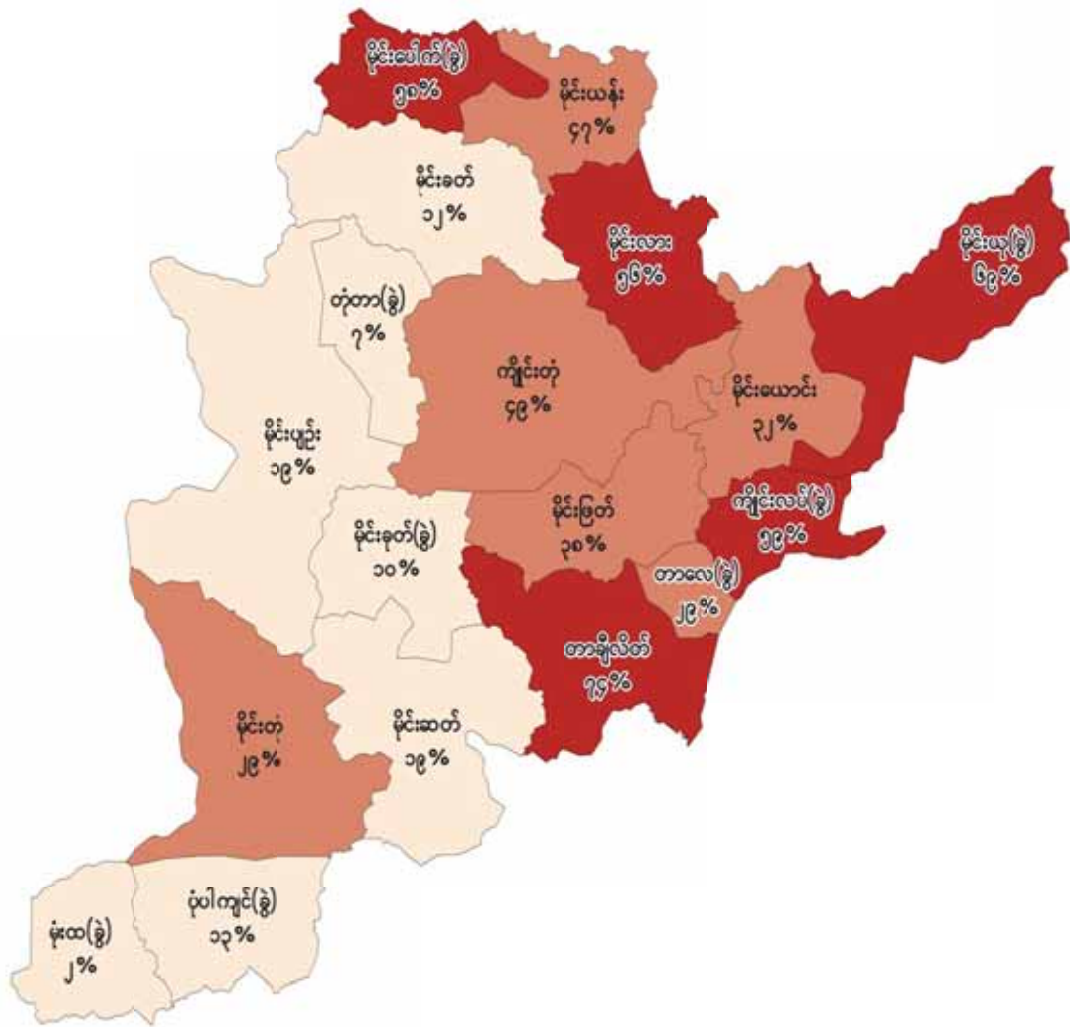 မိုင်းပေါက်(ခွဲ)
၅၈%
မိုင်းယန်း
၄၇%
မိုင်းခတ်
၁၂%
မိုင်းလား
၅၆%
မိုင်းယု(ခွဲ)
၆၉%
တုံတာ(ခွဲ)
၇%
ကျိုင်းတုံ
၄၉%
မိုင်းယောင်း
၃၂%
မိုင်းပျဉ်း
၁၉%
မိုင်းခုတ်(ခွဲ)
၁၀%
မိုင်းဖြတ်
၃၈%
ကျိုင်းလပ်(ခွဲ)
၅၉%
တာလေ(ခွဲ)
၂၉%
တာချီလိတ်
၇၄%
မိုင်းတုံ
၂၉%
မိုင်းဆတ်
၁၉%
ပုံပါကျင်(ခွဲ)
၁၃%
မုံးထ(ခွဲ)
၂%